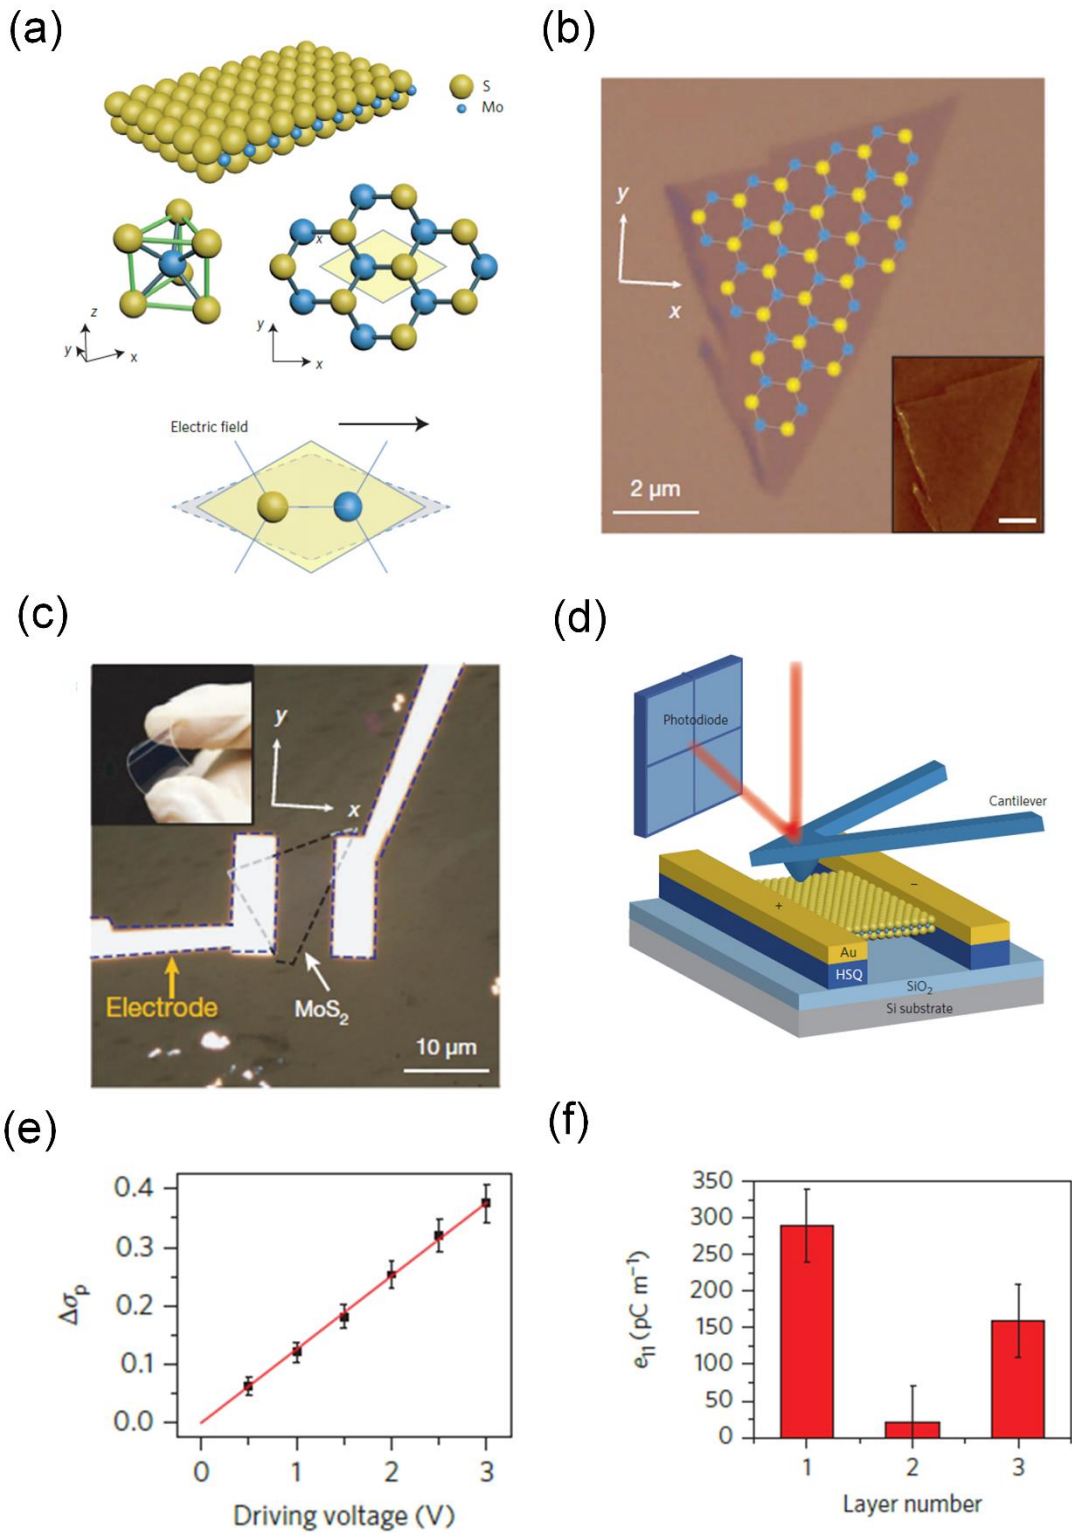 (a)
S
Mo
x
z
y
x
y
x
Electric field
(b)
y
x
2 μm
(c)
y
x
Electrode
MoS₂
10 μm
(d)
Photodiode
Cantilever
+
−
Au
HSQ
SiO₂
Si substrate
(e)
0.4
0.3
0.2
0.1
0.0
Δσₚ
0 1 2 3
Driving voltage (V)
(f)
350
300
250
200
150
100
50
0
e₁₁ (pC m⁻¹)
1 2 3
Layer number